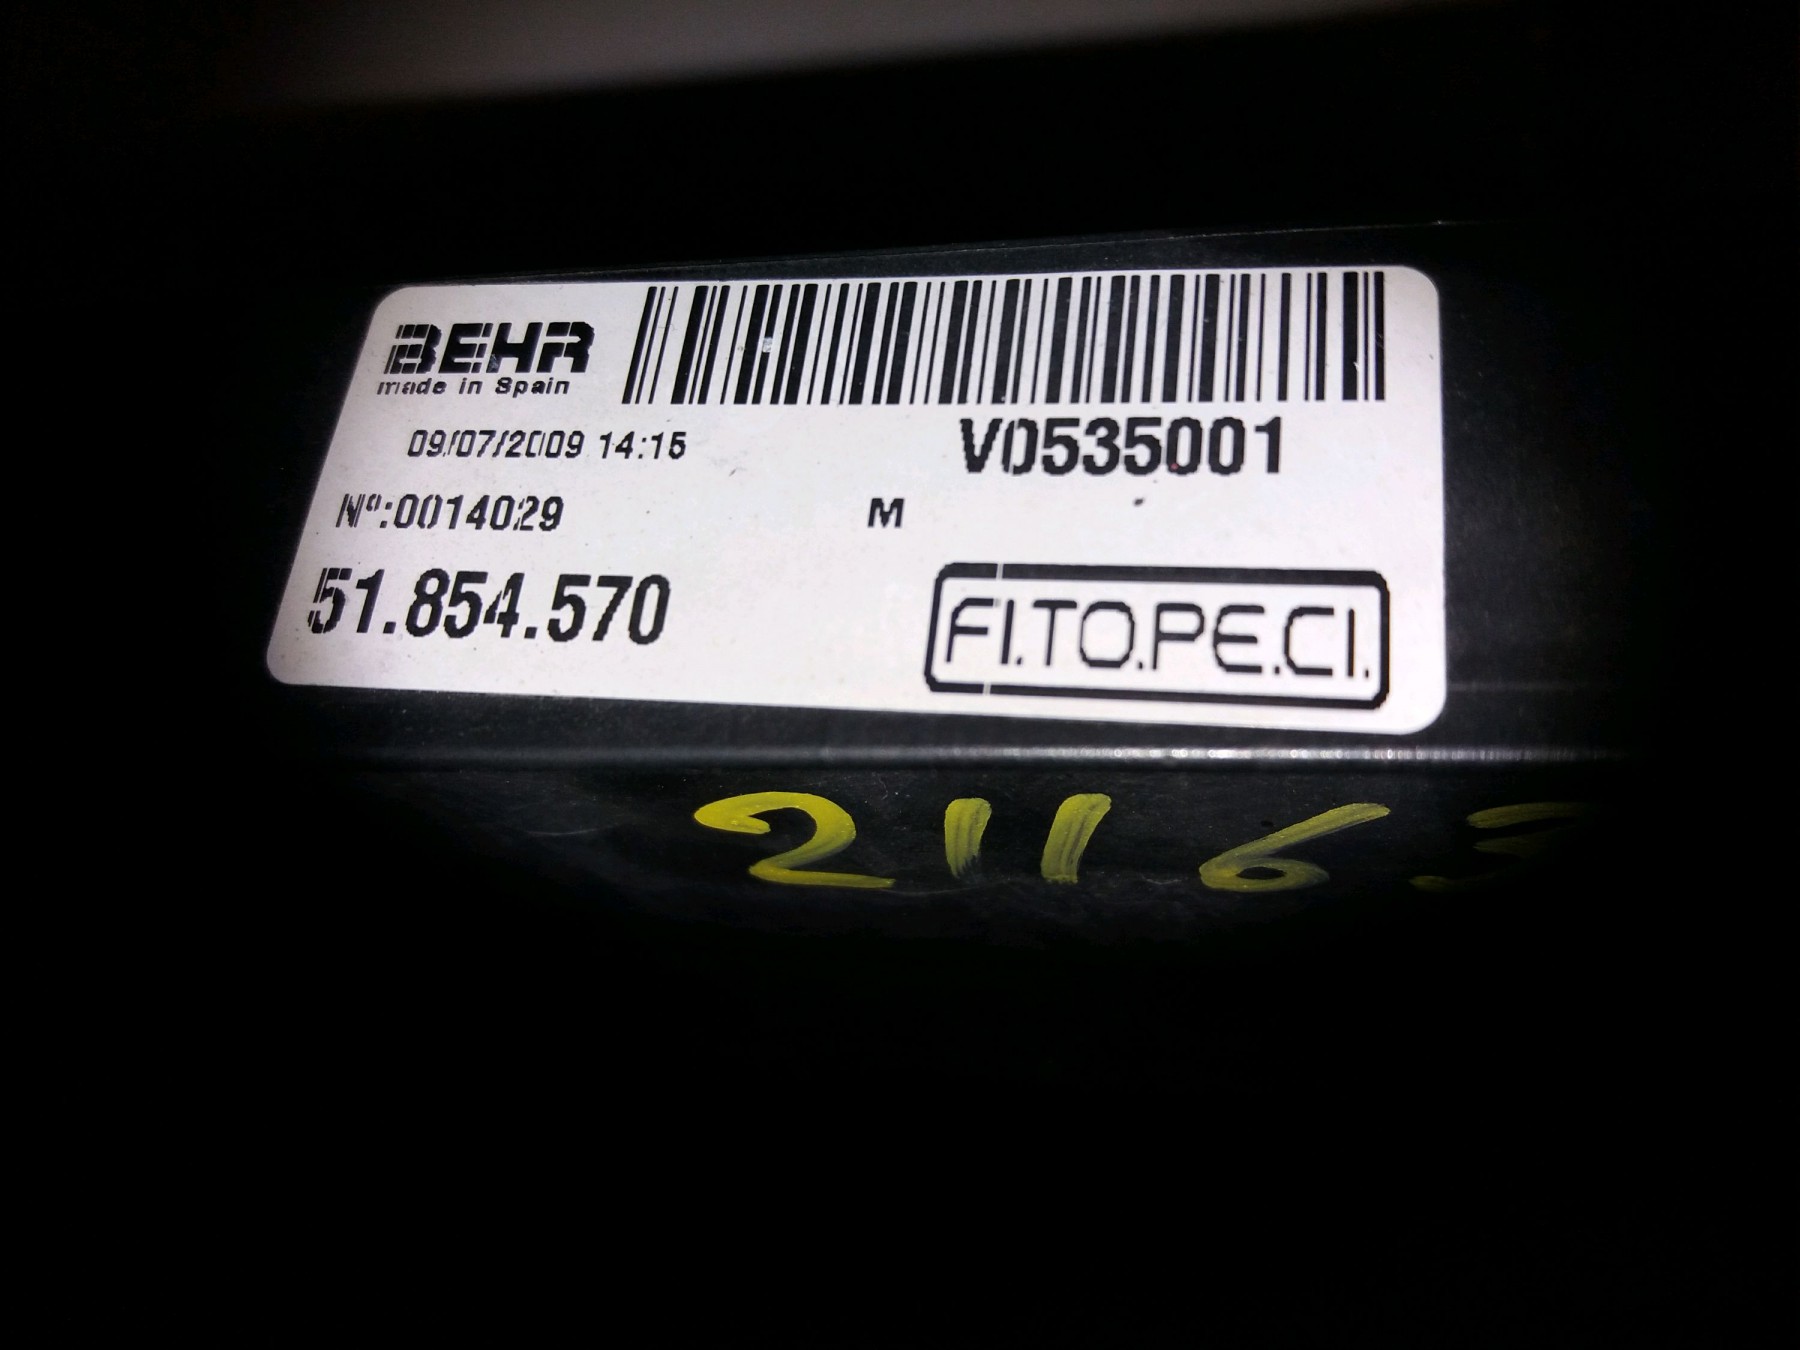 BEHR
made in Spain
09/07/2009 14:15
V0535001
Nº:0014029 M
51.854.570
FI.TO.PE.CI.
2116